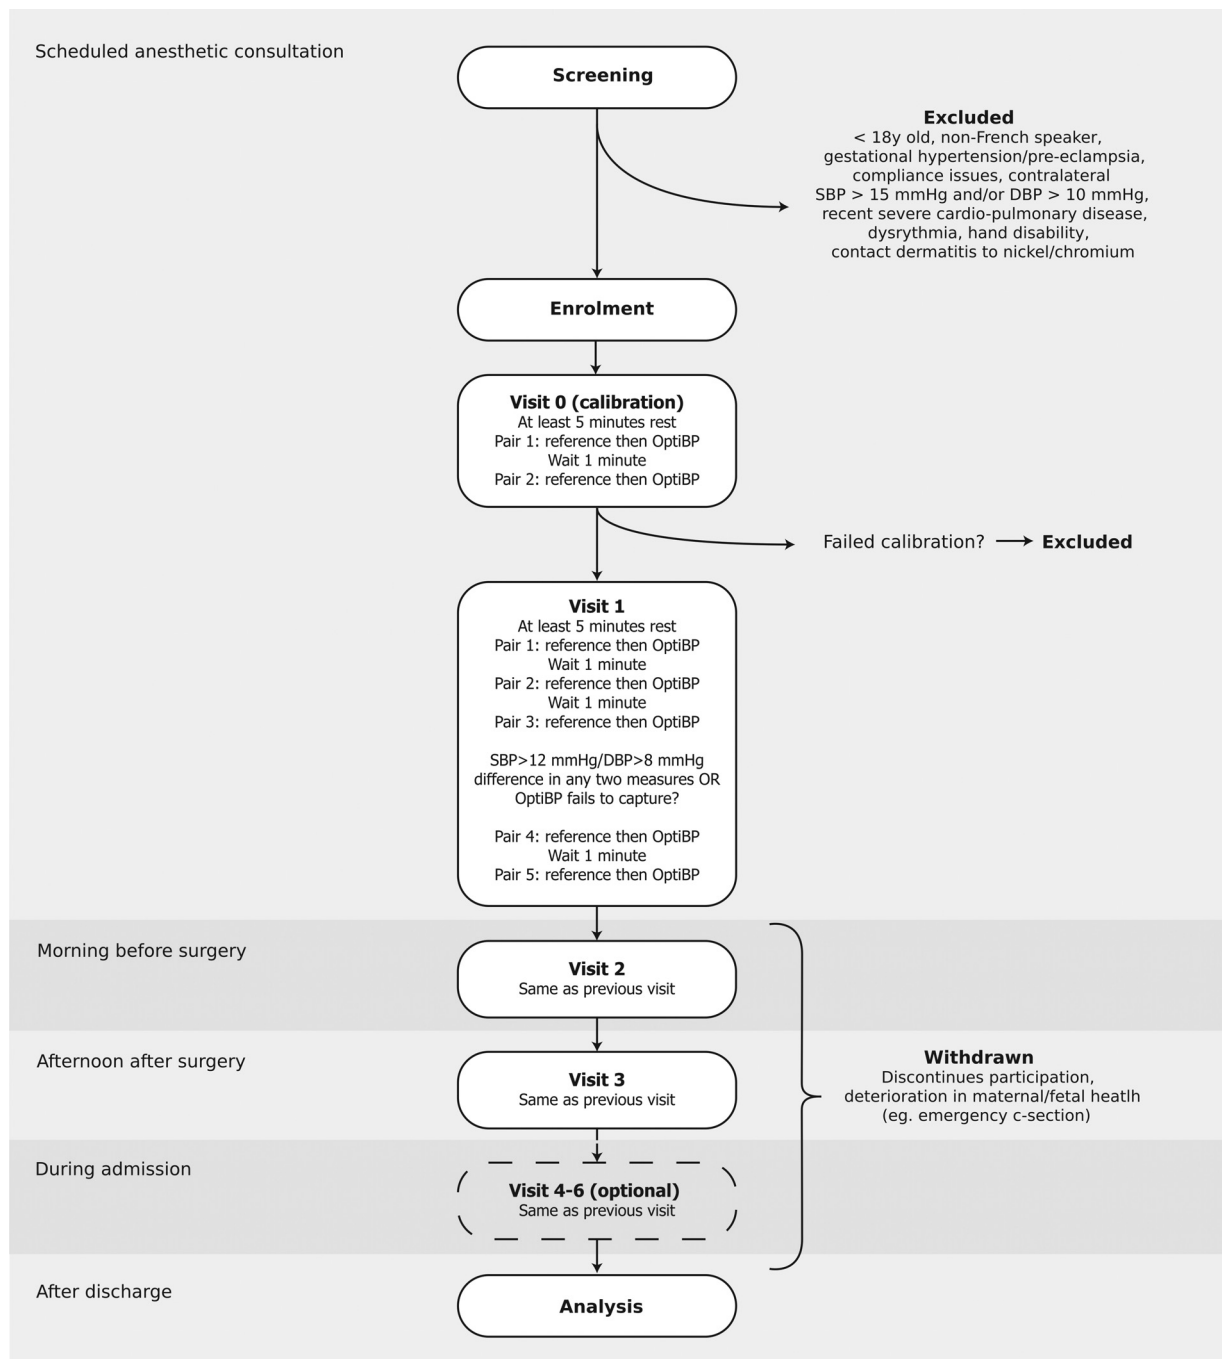 Scheduled anesthetic consultation
Screening
Excluded
< 18y old, non-French speaker,
gestational hypertension/pre-eclampsia,
compliance issues, contralateral
SBP > 15 mmHg and/or DBP > 10 mmHg,
recent severe cardio-pulmonary disease,
dysrythmia, hand disability,
contact dermatitis to nickel/chromium
Enrolment
Visit 0 (calibration)
At least 5 minutes rest
Pair 1: reference then OptiBP
Wait 1 minute
Pair 2: reference then OptiBP
Failed calibration? Excluded
Visit 1
At least 5 minutes rest
Pair 1: reference then OptiBP
Wait 1 minute
Pair 2: reference then OptiBP
Wait 1 minute
Pair 3: reference then OptiBP
SBP>12 mmHg/DBP>8 mmHg
difference in any two measures OR
OptiBP fails to capture?
Pair 4: reference then OptiBP
Wait 1 minute
Pair 5: reference then OptiBP
Morning before surgery
Visit 2
Same as previous visit
Afternoon after surgery
Visit 3
Same as previous visit
Withdrawn
Discontinues participation,
deterioration in maternal/fetal heatlh
(eg. emergency c-section)
During admission
Visit 4-6 (optional)
Same as previous visit
After discharge
Analysis